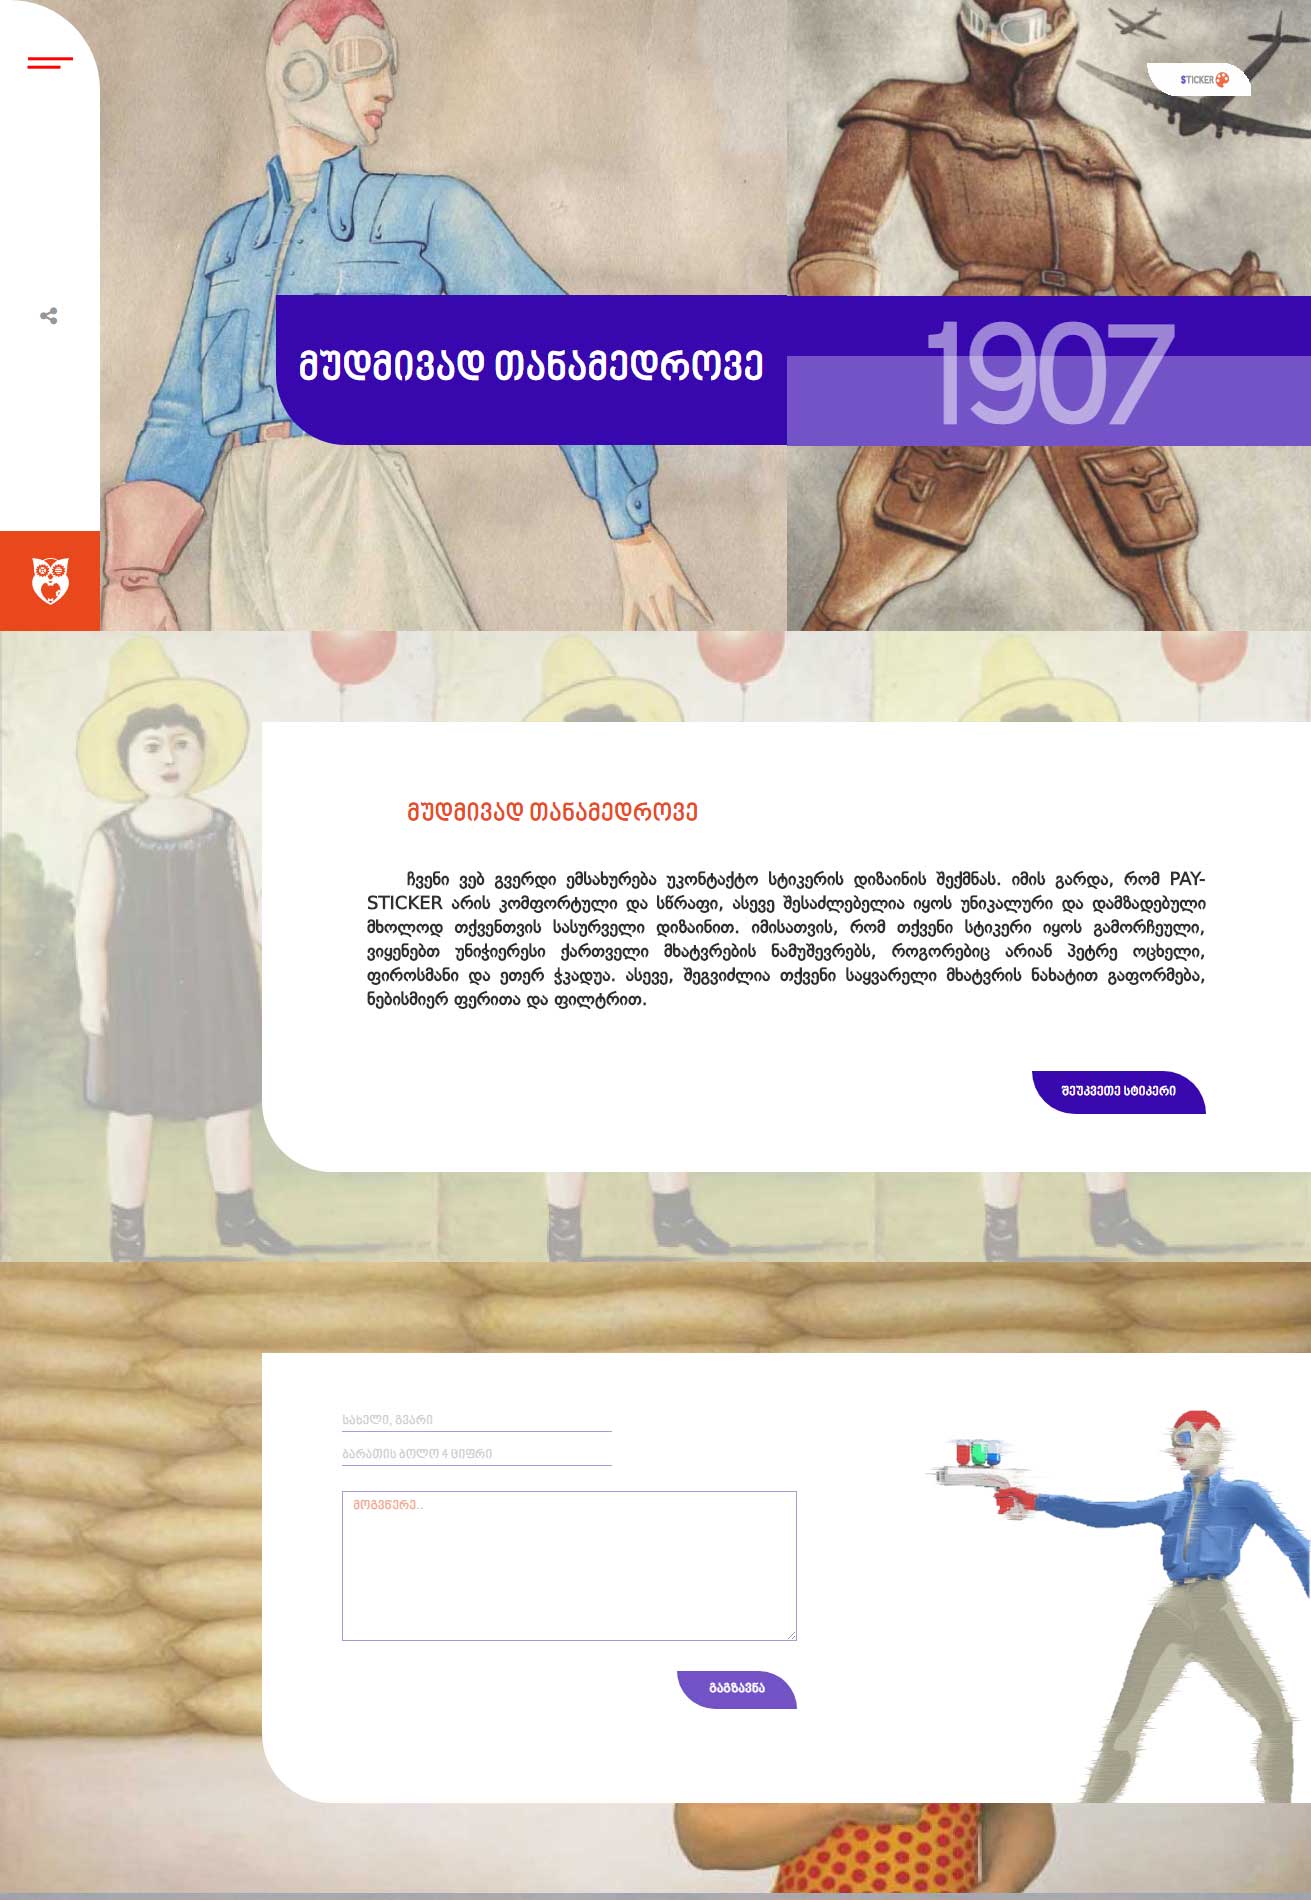 STICKER
მუდმივად თანამედროვე
1907
მუდმივად თანამედროვე
ჩვენი ვებ გვერდი ემსახურება უკონტაქტო სტიკერის დიზაინის შექმნას. იმის გარდა, რომ PAY-
STICKER არის კომფორტული და სწრაფი, ასევე შესაძლებელია იყოს უნიკალური და დამზადებული
მხოლოდ თქვენთვის სასურველი დიზაინით. იმისათვის, რომ თქვენი სტიკერი იყოს გამორჩეული,
ვიყენებთ უნიჭიერესი ქართველი მხატვრების ნამუშევრებს, როგორებიც არიან პეტრე ოცხელი,
ფიროსმანი და ეთერ ჭკადუა. ასევე, შეგვიძლია თქვენი საყვარელი მხატვრის ნახატით გაფორმება,
ნებისმიერ ფერითა და ფილტრით.
შეუკვეთე სტიკერი
სახელი, გვარი
ბარათის ბოლო 4 ციფრი
მოგვწერე..
გაგზავნა